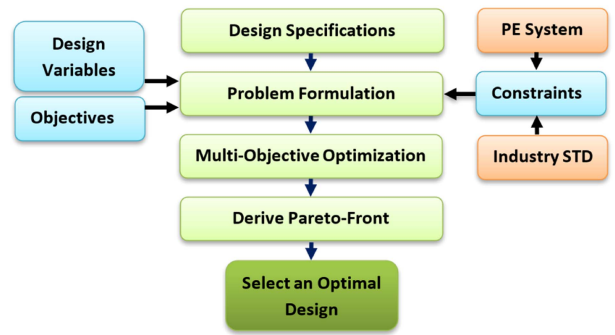 Design Specifications
PE System
Design
Variables
Problem Formulation
Constraints
Objectives
Multi-Objective Optimization
Industry STD
Derive Pareto-Front
Select an Optimal
Design